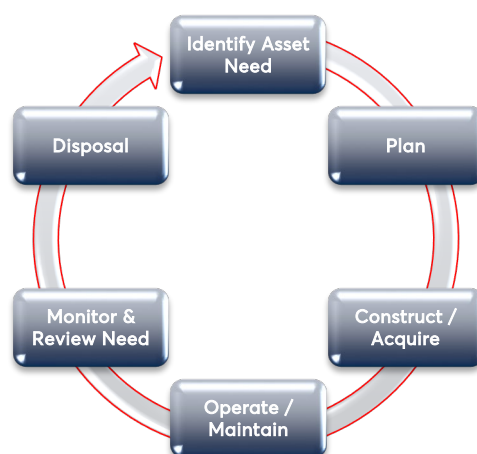 Identify Asset
Need
Plan
Construct /
Acquire
Operate /
Maintain
Monitor &
Review Need
Disposal